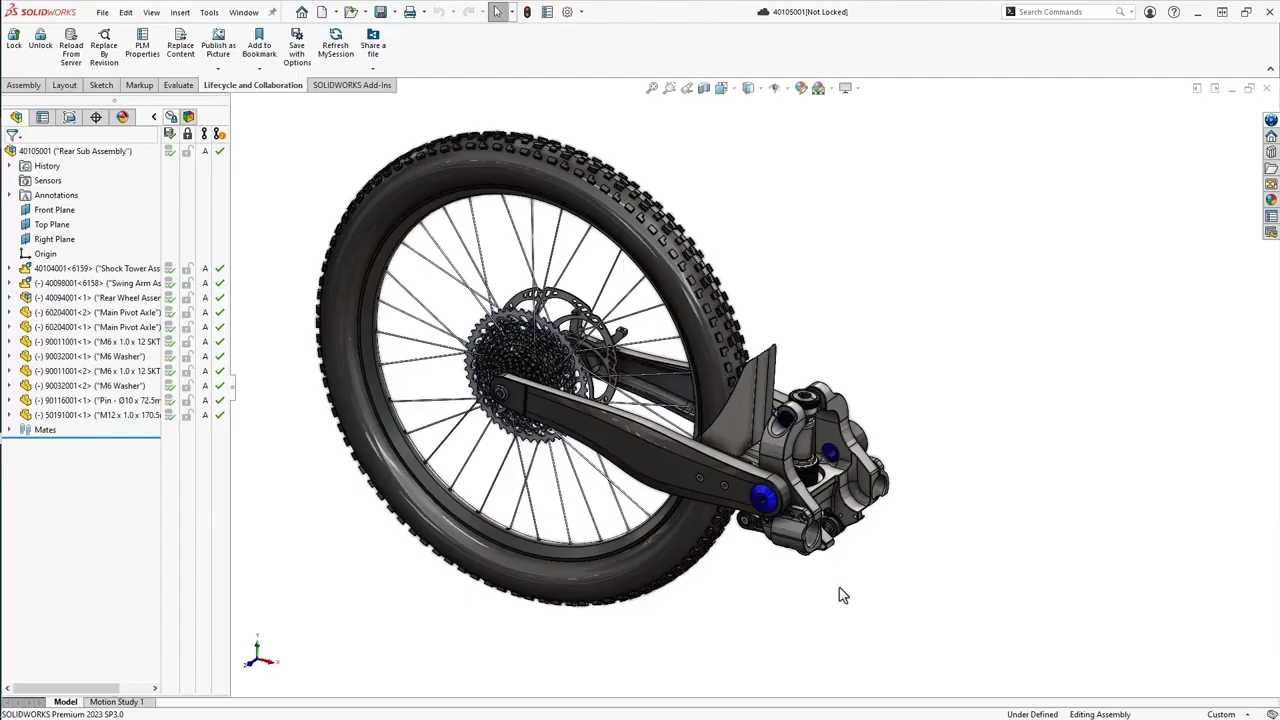 SOLIDWORKS File Edit View Insert Tools Window 40105001[Not Locked] Search Commands
Lock Unlock Reload From Server Replace By Revision PLM Properties Replace Content Publish as Picture Add to Bookmark Save with Options Refresh MySession Share a file
Assembly Layout Sketch Markup Evaluate Lifecycle and Collaboration SOLIDWORKS Add-Ins
40105001 ("Rear Sub Assembly") A
History
Sensors
Annotations
Front Plane
Top Plane
Right Plane
Origin
40104001<6159> ("Shock Tower Ass A
(-) 40098001<6158> ("Swing Arm As A
(-) 40094001<1> ("Rear Wheel Asser A
(-) 60204001<2> ("Main Pivot Axle") A
(-) 60204001<1> ("Main Pivot Axle") A
(-) 90011001<1> ("M6 x 1.0 x 12 SKT A
(-) 90032001<1> ("M6 Washer") A
(-) 90011001<2> ("M6 x 1.0 x 12 SKT A
(-) 90032001<2> ("M6 Washer") A
(-) 90116001<1> ("Pin - Ø10 x 72.5m A
(-) 50191001<1> ("M12 x 1.0 x 170.5 A
Mates
Y
Z X
Model Motion Study 1
SOLIDWORKS Premium 2023 SP3.0 Under Defined Editing Assembly Custom